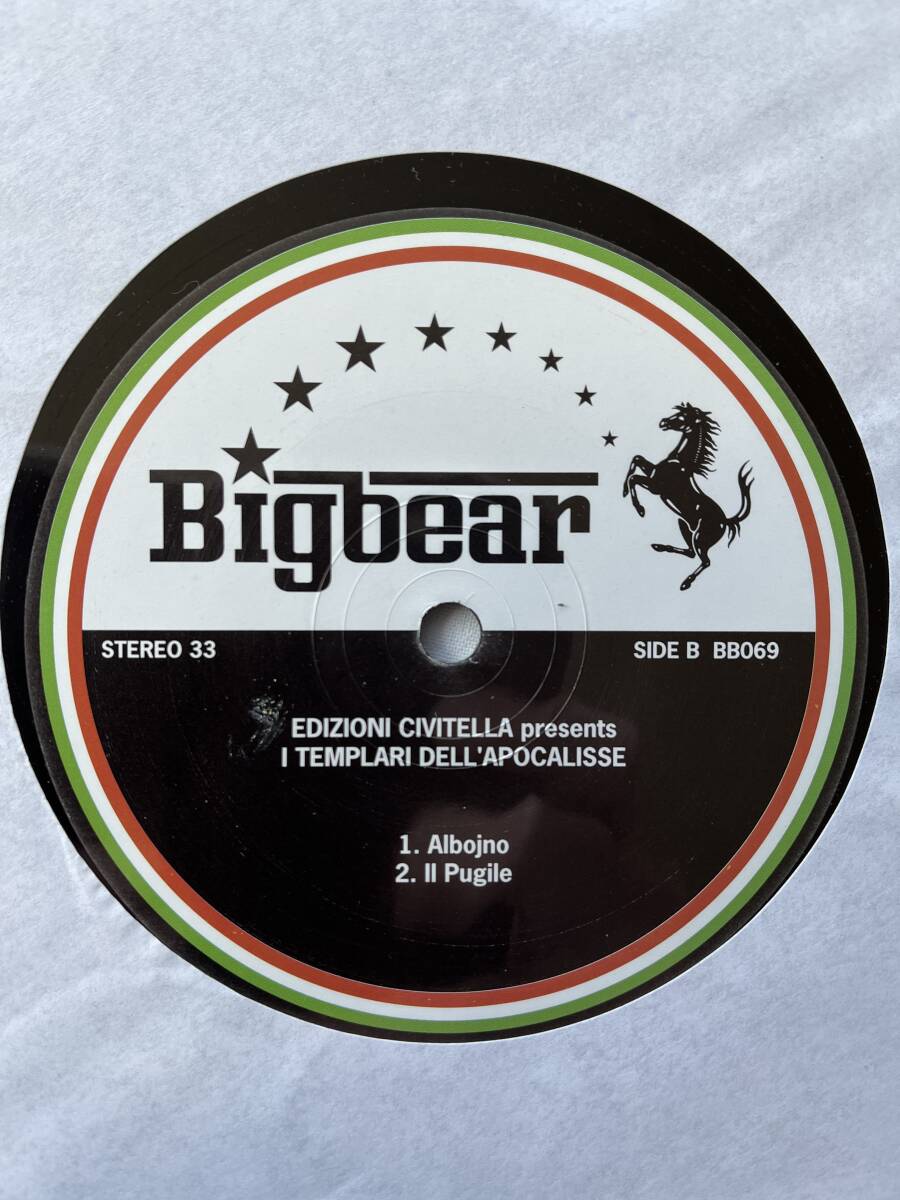 Bigbear
STEREO 33
SIDE B BB069
EDIZIONI CIVITELLA presents
I TEMPLARI DELL'APOCALISSE
1. Albojno
2. Il Pugile